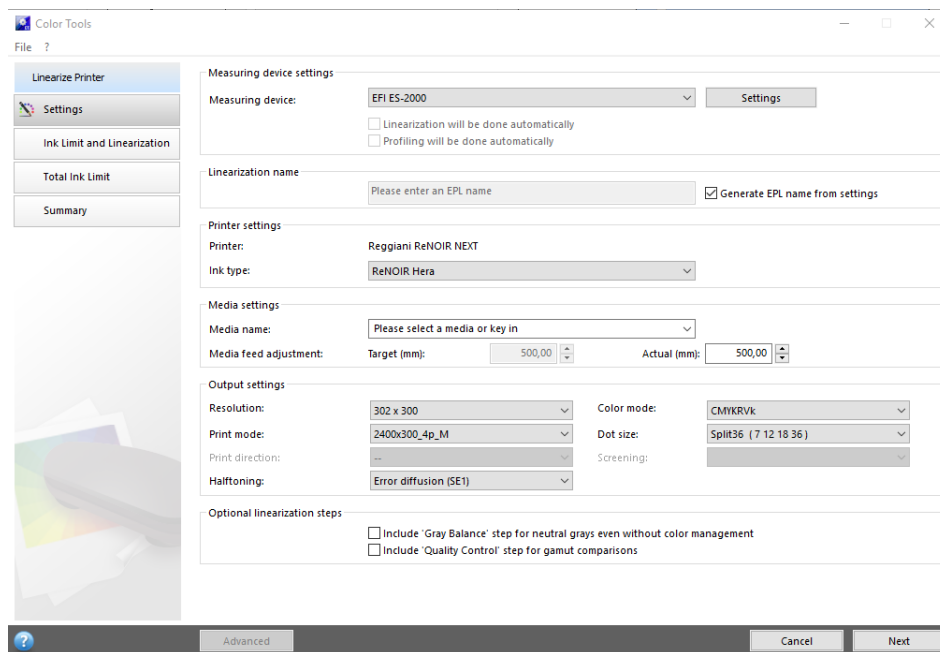 Color Tools
File ?
Linearize Printer
Settings
Ink Limit and Linearization
Total Ink Limit
Summary
Measuring device settings
Measuring device: EFI ES-2000 Settings
Linearization will be done automatically
Profiling will be done automatically
Linearization name
Please enter an EPL name Generate EPL name from settings
Printer settings
Printer: Reggiani ReNOIR NEXT
Ink type: ReNOIR Hera
Media settings
Media name: Please select a media or key in
Media feed adjustment: Target (mm): 500,00 Actual (mm): 500,00
Output settings
Resolution: 302 x 300 Color mode: CMYKRVk
Print mode: 2400x300_4p_M Dot size: Split36 ( 7 12 18 36 )
Print direction: -- Screening:
Halftoning: Error diffusion (SE1)
Optional linearization steps
Include 'Gray Balance' step for neutral grays even without color management
Include 'Quality Control' step for gamut comparisons
? Advanced Cancel Next